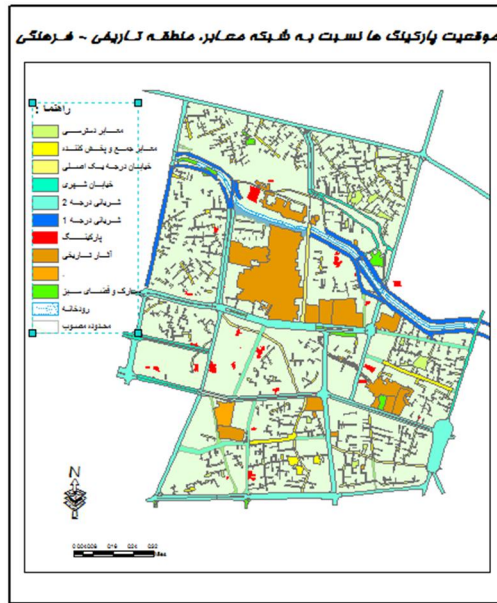 موقعیت پارکینگ ها نسبت به شبکه معابر، منطقه تاریخی - فرهنگی
راهنما :
معابر دسترسی
معابر جمع و پخش کننده
خیابان درجه یک اصلی
خیابان شهری
شریانی درجه 2
شریانی درجه 1
پارکینگ
آثار تاریخی
.
پارک و فضای سبز
رودخانه
محدوده مصوب
N
Miles